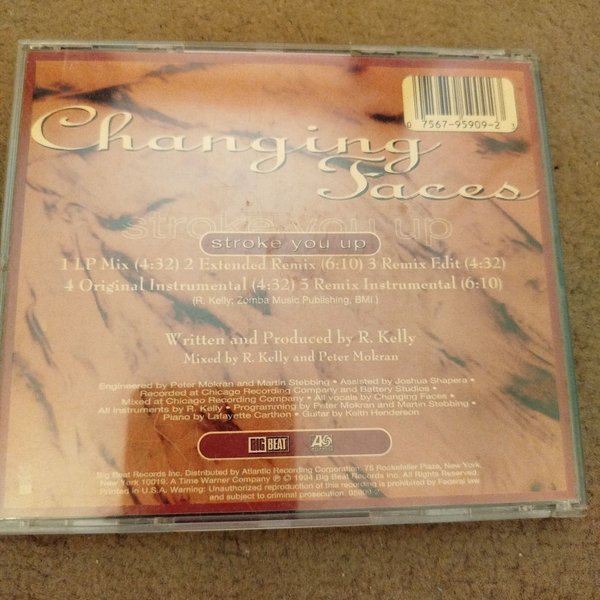 0 7567-95909-2 3
Changing
Faces
stroke you up
stroke you up
1 LP Mix (4:32) 2 Extended Remix (6:10) 3 Remix Edit (4:32)
4 Original Instrumental (4:32) 5 Remix Instrumental (6:10)
(R. Kelly; Zomba Music Publishing, BMI.)
Written and Produced by R. Kelly
Mixed by R. Kelly and Peter Mokran
Engineered by Peter Mokran and Martin Stebbing • Assisted by Joshua Shapera •
Recorded at Chicago Recording Company and Battery Studios •
Mixed at Chicago Recording Company • All vocals by Changing Faces •
All instruments by R. Kelly • Programming by Peter Mokran and Martin Stebbing •
Piano by Lafayette Carthon • Guitar by Keith Henderson
BIG BEAT
Big Beat Records Inc. Distributed by Atlantic Recording Corporation, 75 Rockefeller Plaza, New York,
New York 10019. A Time Warner Company ℗ © 1994 Big Beat Records Inc. All Rights Reserved.
Printed in U.S.A. Warning: Unauthorized reproduction of this recording is prohibited by Federal law
and subject to criminal prosecution. 95909-2